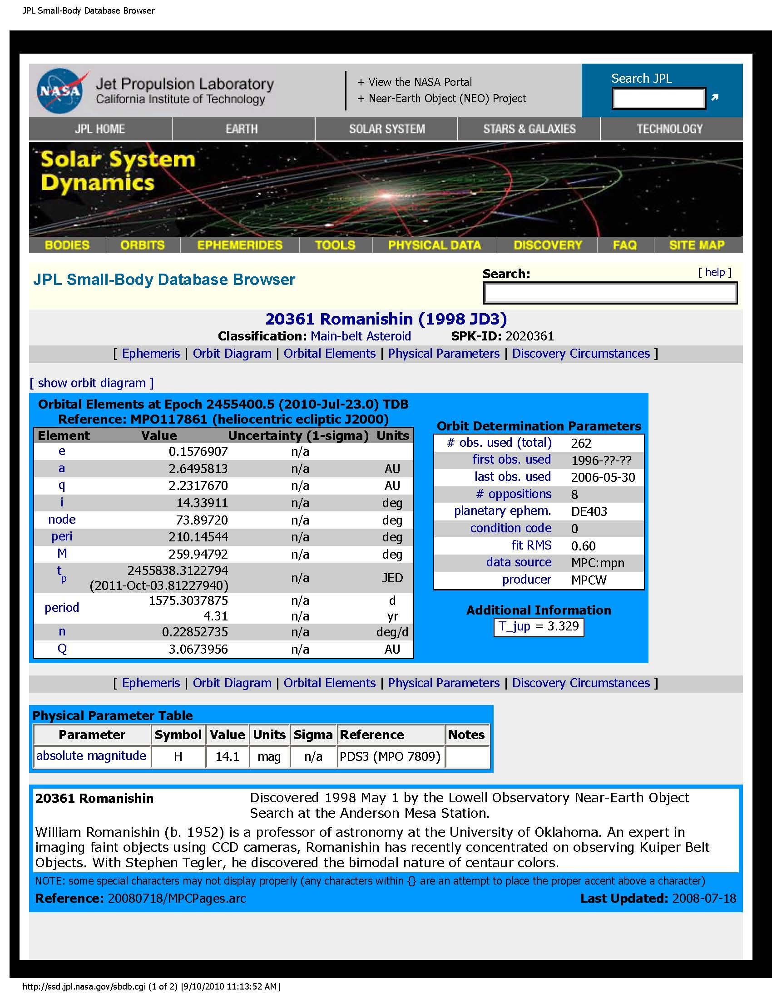 JPL Small-Body Database Browser
NASA
Jet Propulsion Laboratory
California Institute of Technology
+ View the NASA Portal
+ Near-Earth Object (NEO) Project
Search JPL
JPL HOME EARTH SOLAR SYSTEM STARS & GALAXIES TECHNOLOGY
Solar System
Dynamics
BODIES ORBITS EPHEMERIDES TOOLS PHYSICAL DATA DISCOVERY FAQ SITE MAP
JPL Small-Body Database Browser
Search: [ help ]
20361 Romanishin (1998 JD3)
Classification: Main-belt Asteroid SPK-ID: 2020361
[ Ephemeris | Orbit Diagram | Orbital Elements | Physical Parameters | Discovery Circumstances ]
[ show orbit diagram ]
Orbital Elements at Epoch 2455400.5 (2010-Jul-23.0) TDB
Reference: MPO117861 (heliocentric ecliptic J2000)
Element Value Uncertainty (1-sigma) Units
e 0.1576907 n/a
a 2.6495813 n/a AU
q 2.2317670 n/a AU
i 14.33911 n/a deg
node 73.89720 n/a deg
peri 210.14544 n/a deg
M 259.94792 n/a deg
tp 2455838.3122794 n/a JED
(2011-Oct-03.81227940)
period 1575.3037875 n/a d
4.31 n/a yr
n 0.22852735 n/a deg/d
Q 3.0673956 n/a AU
Orbit Determination Parameters
# obs. used (total) 262
first obs. used 1996-??-??
last obs. used 2006-05-30
# oppositions 8
planetary ephem. DE403
condition code 0
fit RMS 0.60
data source MPC:mpn
producer MPCW
Additional Information
T_jup = 3.329
[ Ephemeris | Orbit Diagram | Orbital Elements | Physical Parameters | Discovery Circumstances ]
Physical Parameter Table
Parameter Symbol Value Units Sigma Reference Notes
absolute magnitude H 14.1 mag n/a PDS3 (MPO 7809)
20361 Romanishin Discovered 1998 May 1 by the Lowell Observatory Near-Earth Object
Search at the Anderson Mesa Station.
William Romanishin (b. 1952) is a professor of astronomy at the University of Oklahoma. An expert in
imaging faint objects using CCD cameras, Romanishin has recently concentrated on observing Kuiper Belt
Objects. With Stephen Tegler, he discovered the bimodal nature of centaur colors.
NOTE: some special characters may not display properly (any characters within {} are an attempt to place the proper accent above a character)
Reference: 20080718/MPCPages.arc Last Updated: 2008-07-18
http://ssd.jpl.nasa.gov/sbdb.cgi (1 of 2) [9/10/2010 11:13:52 AM]